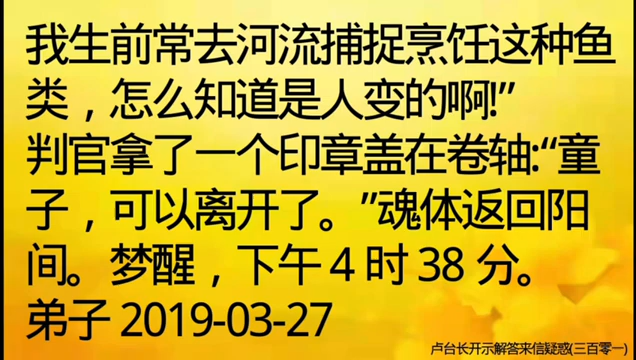 我生前常去河流捕捉烹饪这种鱼
类，怎么知道是人变的啊!”
判官拿了一个印章盖在卷轴:“童
子，可以离开了。”魂体返回阳
间。梦醒，下午 4 时 38 分。
弟子 2019-03-27
卢台长开示解答来信疑惑(三百零一)